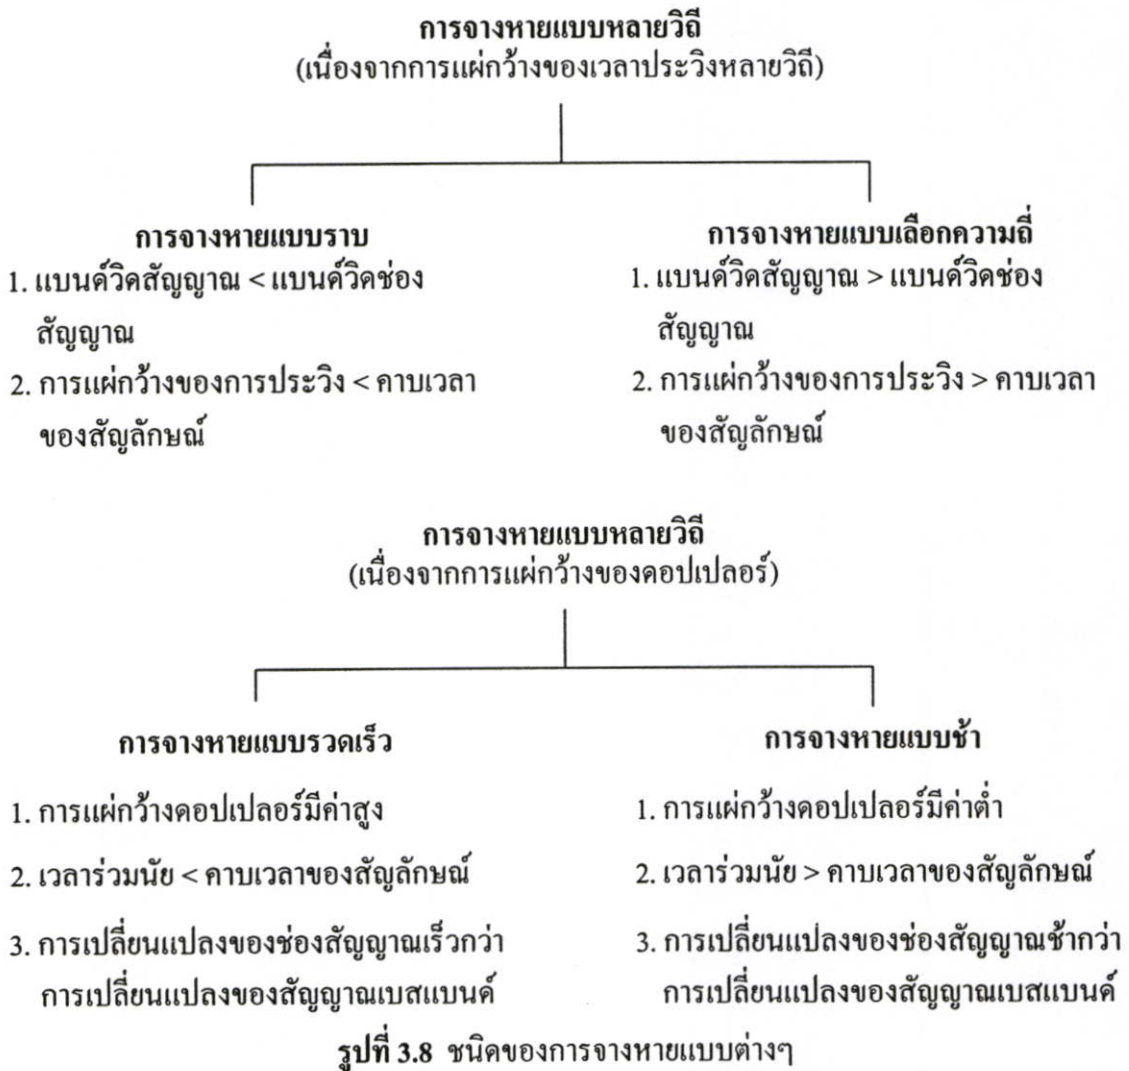 การจางหายแบบหลายวิถี
(เนื่องจากการแผ่กว้างของเวลาประวิงหลายวิถี)
การจางหายแบบราบ
1. แบนด์วิดสัญญาณ < แบนด์วิดช่อง
สัญญาณ
2. การแผ่กว้างของการประวิง < คาบเวลา
ของสัญลักษณ์
การจางหายแบบเลือกความถี่
1. แบนด์วิดสัญญาณ > แบนด์วิดช่อง
สัญญาณ
2. การแผ่กว้างของการประวิง > คาบเวลา
ของสัญลักษณ์
การจางหายแบบหลายวิถี
(เนื่องจากการแผ่กว้างของดอปเปลอร์)
การจางหายแบบรวดเร็ว
1. การแผ่กว้างดอปเปลอร์มีค่าสูง
2. เวลาร่วมนัย < คาบเวลาของสัญลักษณ์
3. การเปลี่ยนแปลงของช่องสัญญาณเร็วกว่า
การเปลี่ยนแปลงของสัญญาณเบสแบนด์
การจางหายแบบช้า
1. การแผ่กว้างดอปเปลอร์มีค่าต่ำ
2. เวลาร่วมนัย > คาบเวลาของสัญลักษณ์
3. การเปลี่ยนแปลงของช่องสัญญาณช้ากว่า
การเปลี่ยนแปลงของสัญญาณเบสแบนด์
รูปที่ 3.8 ชนิดของการจางหายแบบต่างๆ